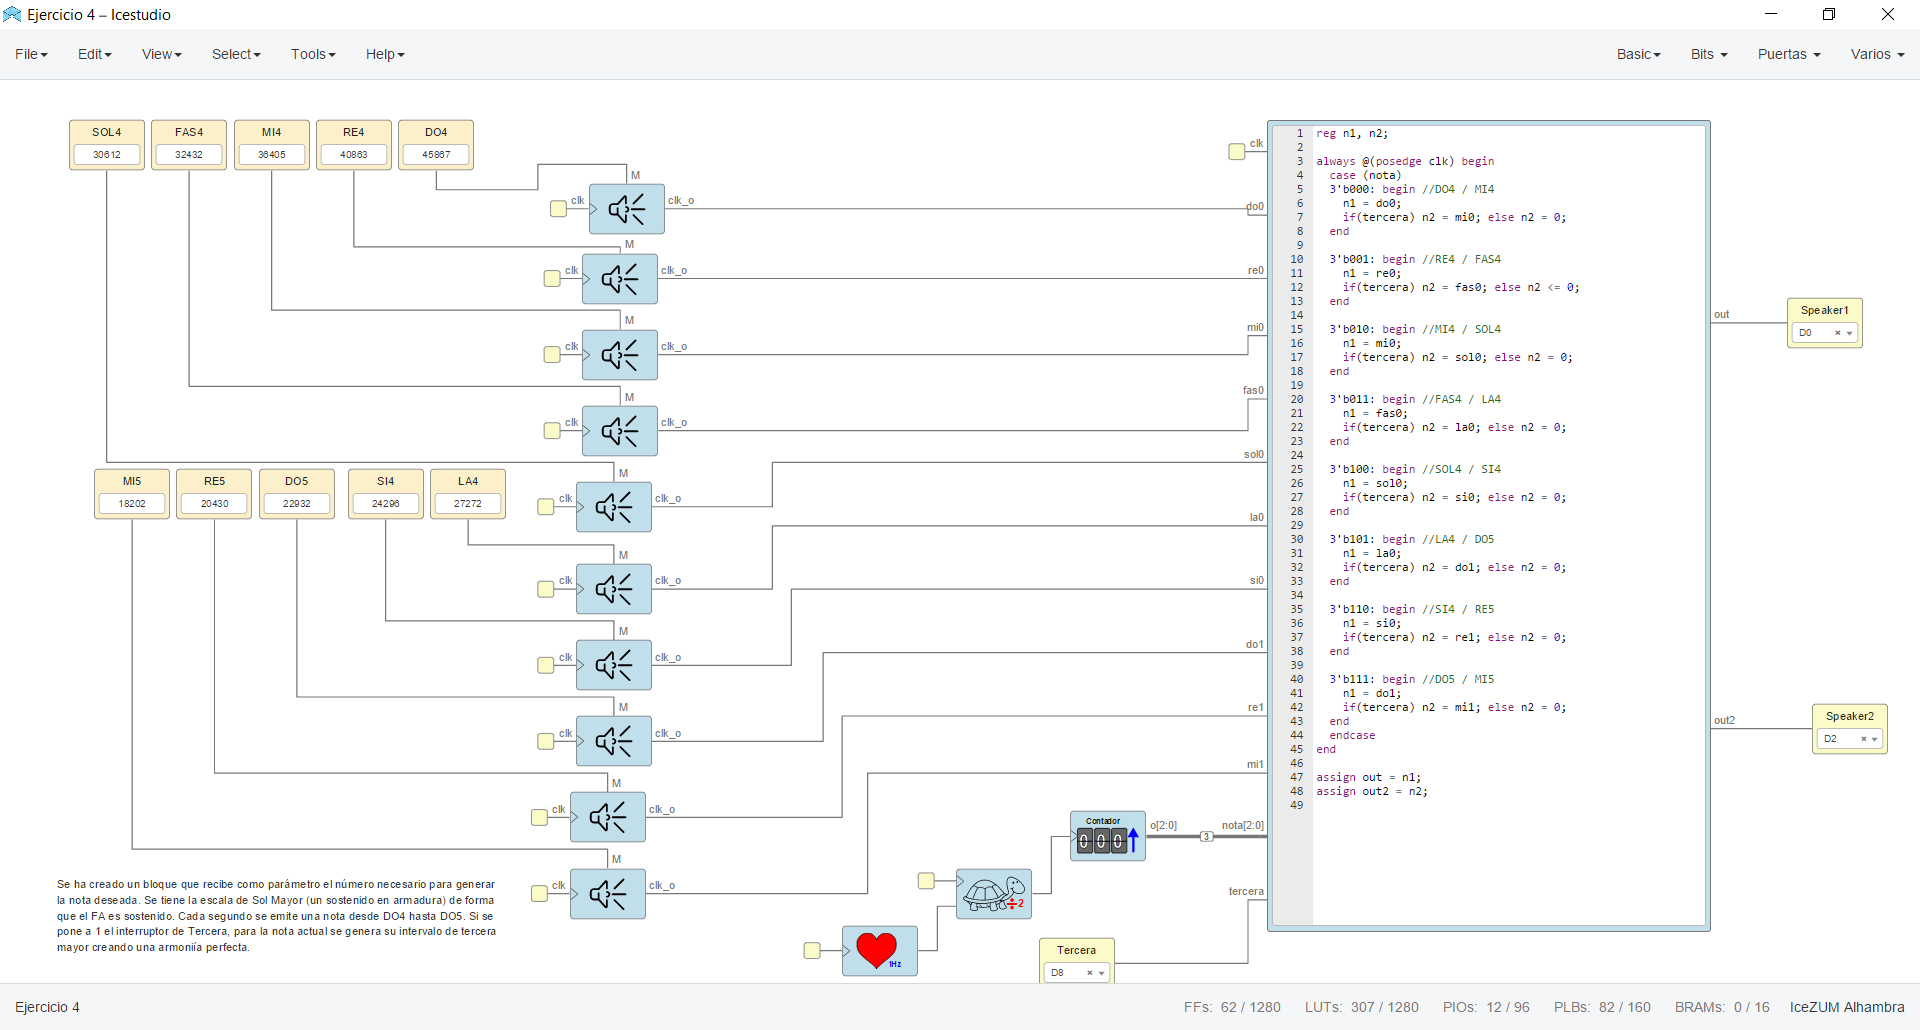 Ejercicio 4 – Icestudio
File Edit View Select Tools Help Basic Bits Puertas Varios
SOL4 FAS4 MI4 RE4 DO4
30612 32432 36405 40863 45867
M
clk clk_o
M
clk clk_o
M
clk clk_o
M
clk clk_o
MI5 RE5 DO5 SI4 LA4
18202 20430 22932 24296 27272
M
clk clk_o
M
clk clk_o
M
clk clk_o
M
clk clk_o
M
clk clk_o
M
clk clk_o
Se ha creado un bloque que recibe como parámetro el número necesario para generar
la nota deseada. Se tiene la escala de Sol Mayor (un sostenido en armadura) de forma
que el FA es sostenido. Cada segundo se emite una nota desde DO4 hasta DO5. Si se
pone a 1 el interruptor de Tercera, para la nota actual se genera su intervalo de tercera
mayor creando una armoniía perfecta.
1Hz
÷2
Contador
000
o[2:0]
3
Tercera
D8
clk
do0
re0
mi0
fas0
sol0
la0
si0
do1
re1
mi1
nota[2:0]
tercera
1 reg n1, n2;
2
3 always @(posedge clk) begin
4 case (nota)
5 3'b000: begin //DO4 / MI4
6 n1 = do0;
7 if(tercera) n2 = mi0; else n2 = 0;
8 end
9
10 3'b001: begin //RE4 / FAS4
11 n1 = re0;
12 if(tercera) n2 = fas0; else n2 <= 0;
13 end
14
15 3'b010: begin //MI4 / SOL4
16 n1 = mi0;
17 if(tercera) n2 = sol0; else n2 = 0;
18 end
19
20 3'b011: begin //FAS4 / LA4
21 n1 = fas0;
22 if(tercera) n2 = la0; else n2 = 0;
23 end
24
25 3'b100: begin //SOL4 / SI4
26 n1 = sol0;
27 if(tercera) n2 = si0; else n2 = 0;
28 end
29
30 3'b101: begin //LA4 / DO5
31 n1 = la0;
32 if(tercera) n2 = do1; else n2 = 0;
33 end
34
35 3'b110: begin //SI4 / RE5
36 n1 = si0;
37 if(tercera) n2 = re1; else n2 = 0;
38 end
39
40 3'b111: begin //DO5 / MI5
41 n1 = do1;
42 if(tercera) n2 = mi1; else n2 = 0;
43 end
44 endcase
45 end
46
47 assign out = n1;
48 assign out2 = n2;
49
out
Speaker1
D0
out2
Speaker2
D2
Ejercicio 4 FFs: 62 / 1280 LUTs: 307 / 1280 PIOs: 12 / 96 PLBs: 82 / 160 BRAMs: 0 / 16 IceZUM Alhambra